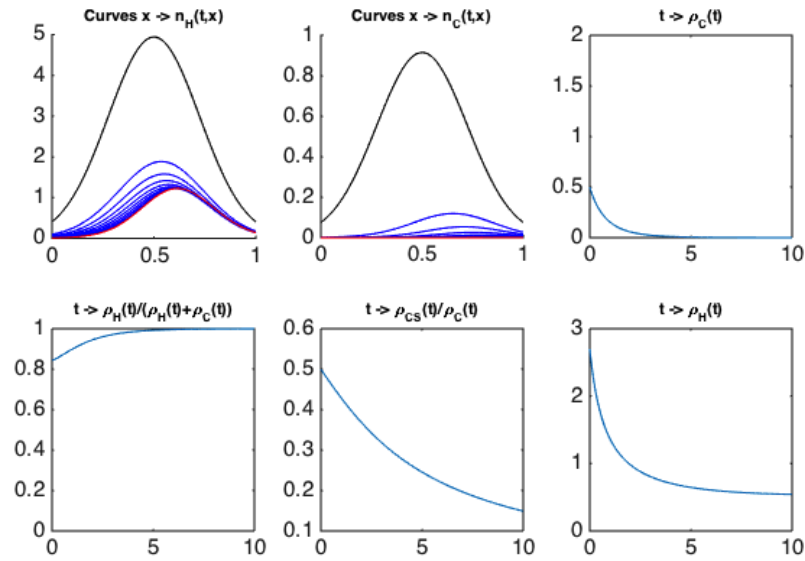 Curves x -> n_H(t,x)
5
4
3
2
1
0
0 0.5 1
Curves x -> n_C(t,x)
1
0.8
0.6
0.4
0.2
0
0 0.5 1
t -> ρ_C(t)
2
1.5
1
0.5
0
0 5 10
t -> ρ_H(t)/(ρ_H(t)+ρ_C(t))
1
0.8
0.6
0.4
0.2
0
0 5 10
t -> ρ_CS(t)/ρ_C(t)
0.6
0.5
0.4
0.3
0.2
0.1
0 5 10
t -> ρ_H(t)
3
2
1
0
0 5 10